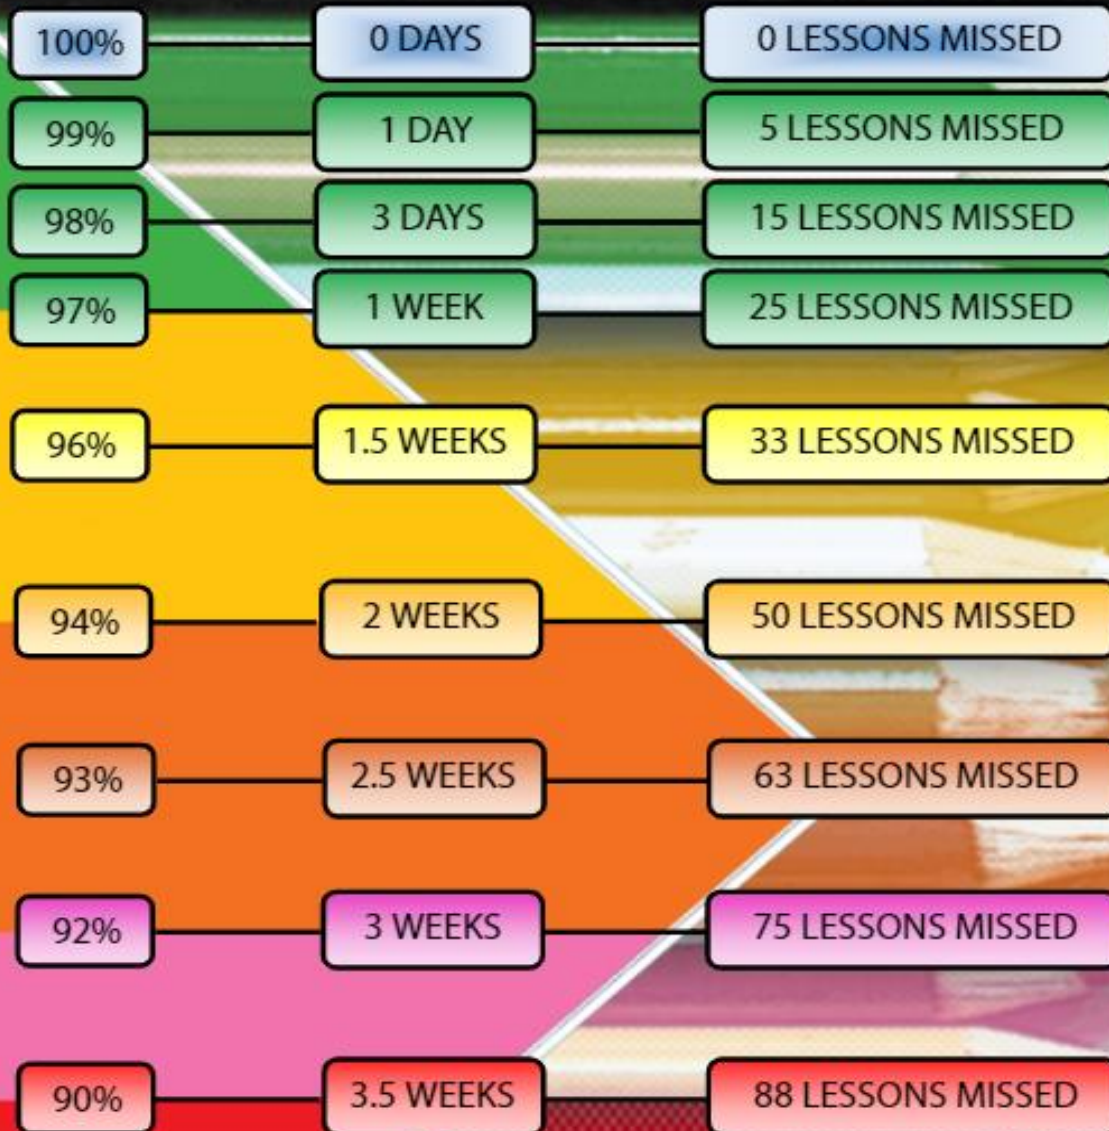 100% 0 DAYS 0 LESSONS MISSED
99% 1 DAY 5 LESSONS MISSED
98% 3 DAYS 15 LESSONS MISSED
97% 1 WEEK 25 LESSONS MISSED
96% 1.5 WEEKS 33 LESSONS MISSED
94% 2 WEEKS 50 LESSONS MISSED
93% 2.5 WEEKS 63 LESSONS MISSED
92% 3 WEEKS 75 LESSONS MISSED
90% 3.5 WEEKS 88 LESSONS MISSED